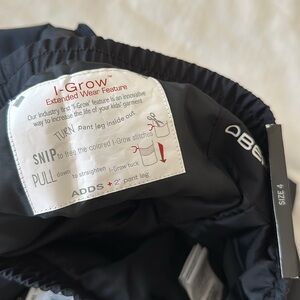 I-Grow™
Extended Wear Feature
Our industry first "I-Grow" feature is an innovative
way to increase the life of your kids' garment.
TURN pant leg inside out.
SNIP to free the colored I-Grow stitches
PULL down to straighten I-Grow tuck
ADDS + 2" pant leg
OBE
SIZE 4